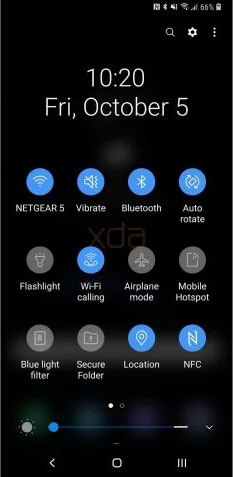 66%
10:20
Fri, October 5
NETGEAR 5 Vibrate Bluetooth Auto
rotate
xda
Flashlight Wi-Fi Airplane Mobile
calling mode Hotspot
Blue light Secure Location NFC
filter Folder